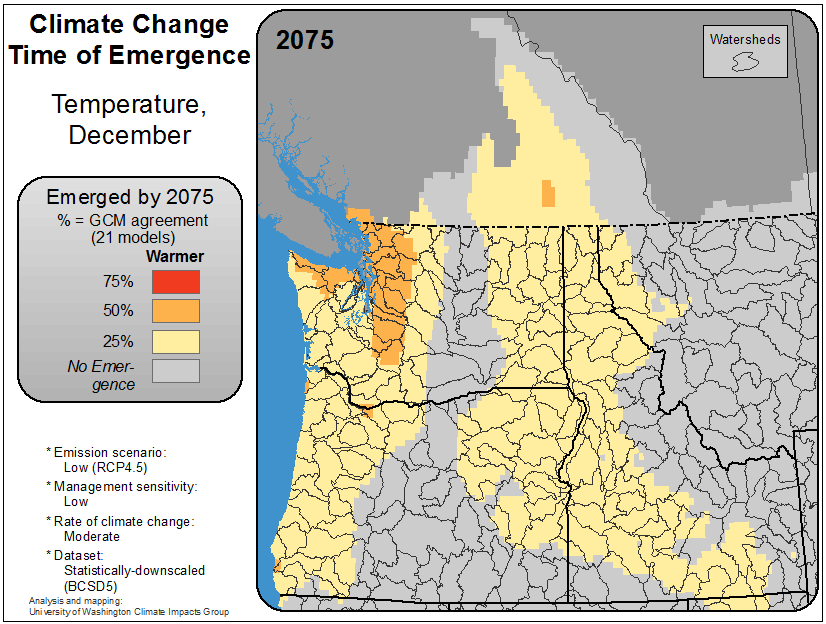 Climate Change
Time of Emergence
Temperature,
December
Emerged by 2075
% = GCM agreement
(21 models)
Warmer
75%
50%
25%
No Emer-
gence
* Emission scenario:
Low (RCP4.5)
* Management sensitivity:
Low
* Rate of climate change:
Moderate
* Dataset:
Statistically-downscaled
(BCSD5)
Analysis and mapping:
University of Washington Climate Impacts Group
2075
Watersheds